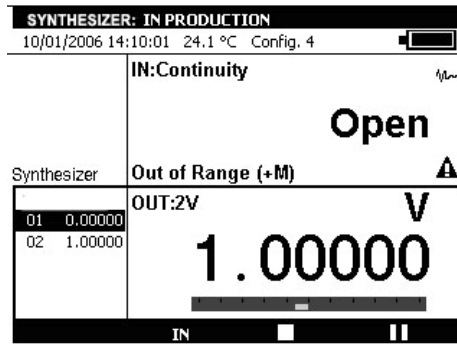 SYNTHESIZER: IN PRODUCTION
10/01/2006 14:10:01 24.1 °C Config. 4
IN:Continuity
Open
Synthesizer
Out of Range (+M)
OUT:2V
V
01 0.00000
02 1.00000
1.00000
IN